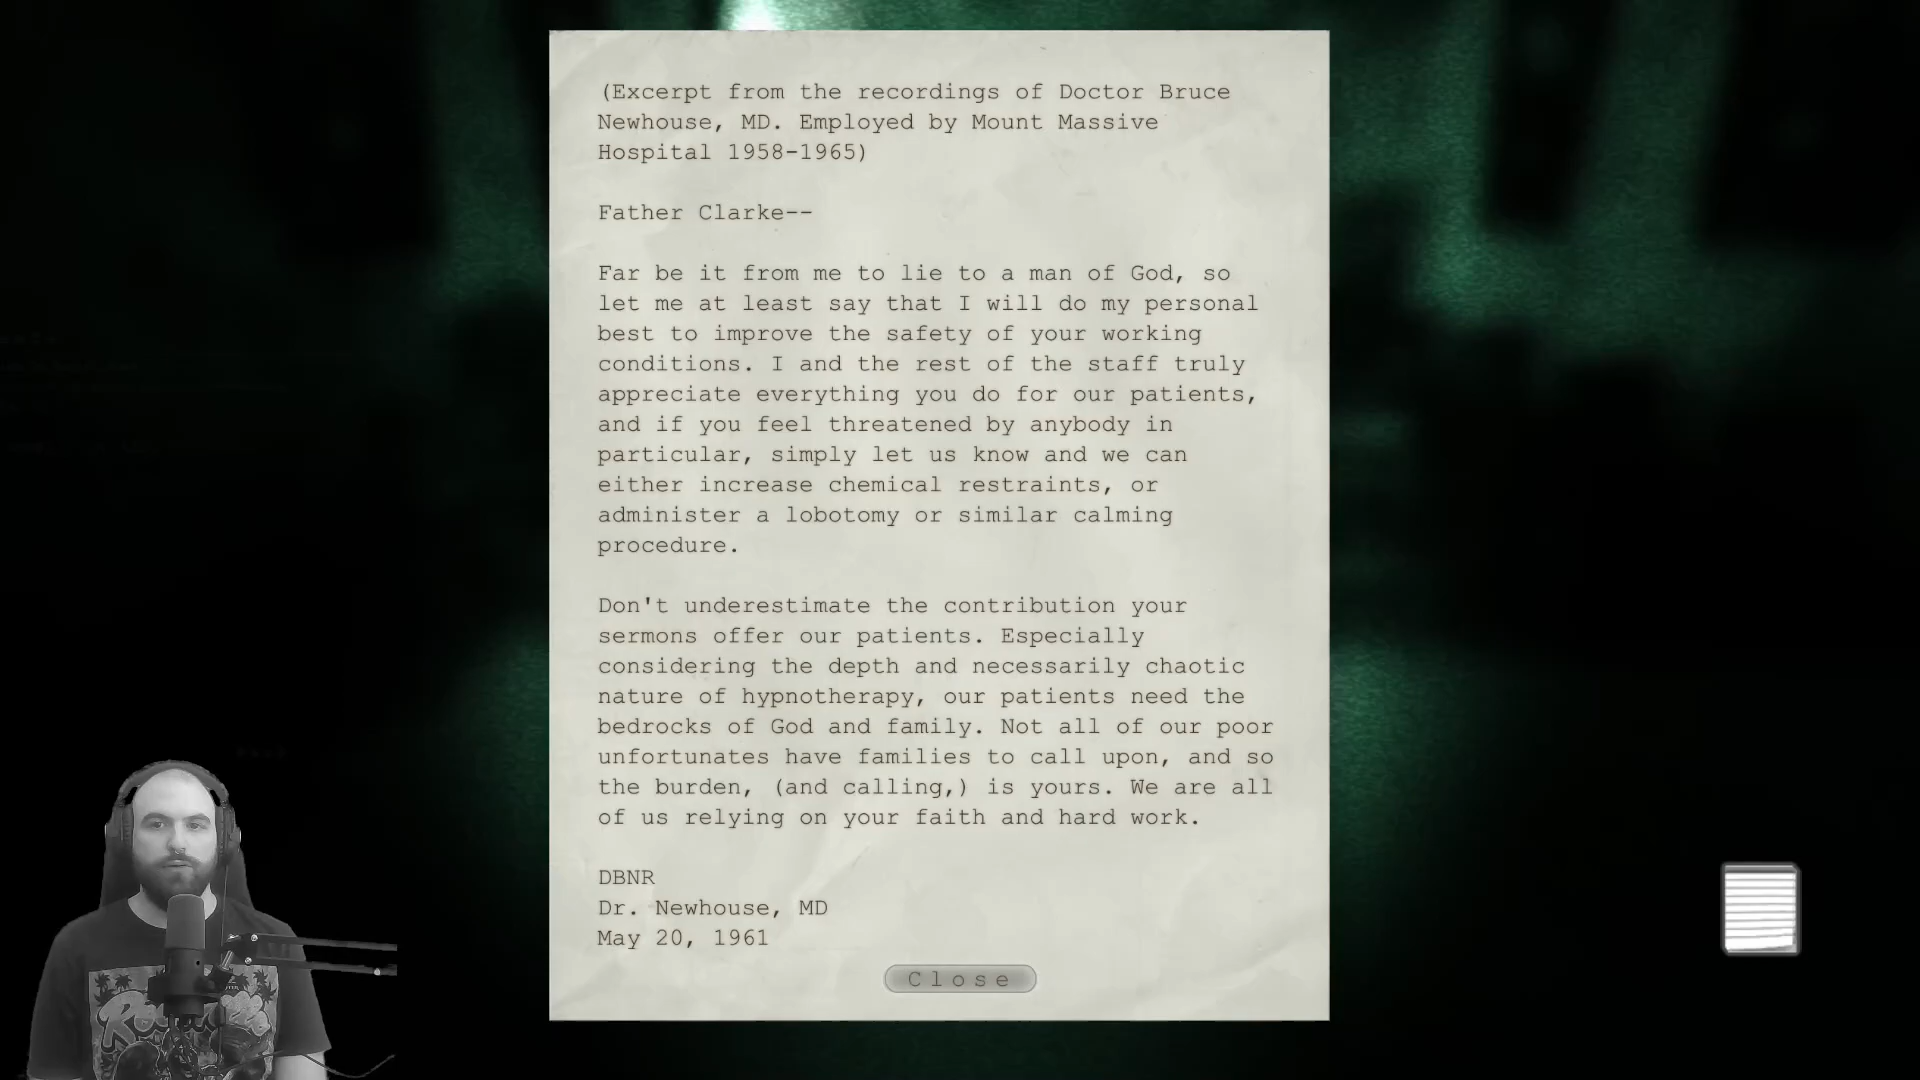 (Excerpt from the recordings of Doctor Bruce
Newhouse, MD. Employed by Mount Massive
Hospital 1958-1965)
Father Clarke--
Far be it from me to lie to a man of God, so
let me at least say that I will do my personal
best to improve the safety of your working
conditions. I and the rest of the staff truly
appreciate everything you do for our patients,
and if you feel threatened by anybody in
particular, simply let us know and we can
either increase chemical restraints, or
administer a lobotomy or similar calming
procedure.
Don't underestimate the contribution your
sermons offer our patients. Especially
considering the depth and necessarily chaotic
nature of hypnotherapy, our patients need the
bedrocks of God and family. Not all of our poor
unfortunates have families to call upon, and so
the burden, (and calling,) is yours. We are all
of us relying on your faith and hard work.
DBNR
Dr. Newhouse, MD
May 20, 1961
Close